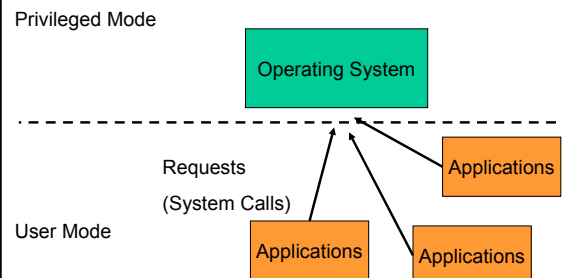 Privileged Mode
Operating System
Requests
(System Calls)
Applications
User Mode
Applications
Applications